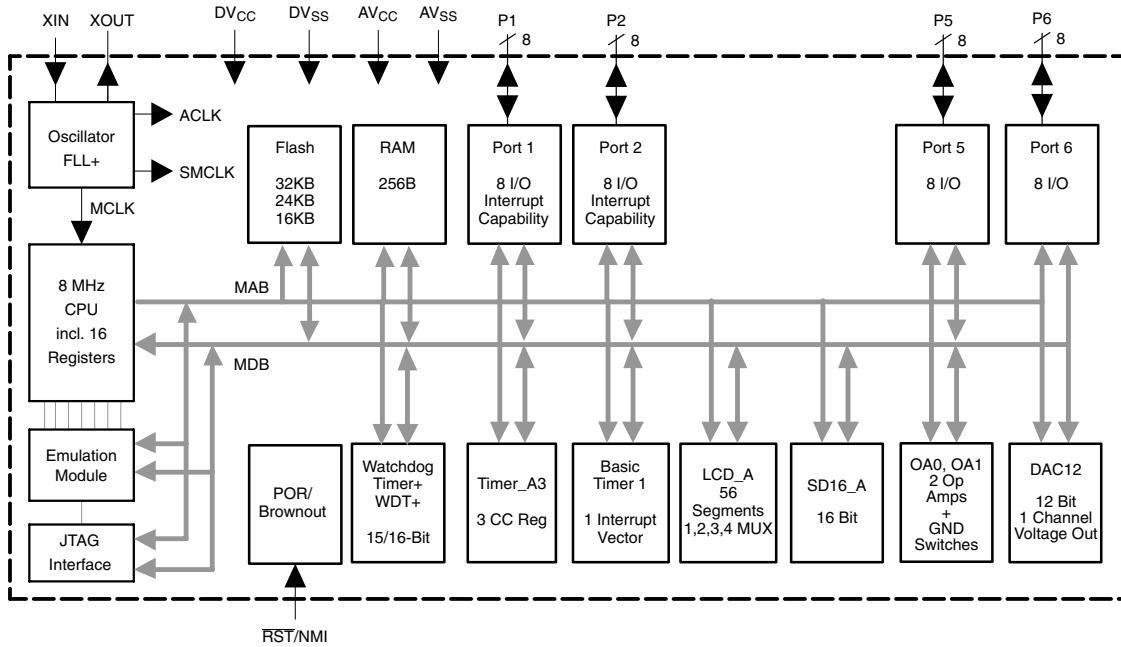 XIN
XOUT
DVCC
DVSS
AVCC
AVSS
P1
8
P2
8
P5
8
P6
8
Oscillator
FLL+
ACLK
SMCLK
MCLK
Flash
32KB
24KB
16KB
RAM
256B
Port 1
8 I/O
Interrupt
Capability
Port 2
8 I/O
Interrupt
Capability
Port 5
8 I/O
Port 6
8 I/O
8 MHz
CPU
incl. 16
Registers
MAB
MDB
Emulation
Module
JTAG
Interface
POR/
Brownout
Watchdog
Timer+
WDT+
15/16-Bit
Timer_A3
3 CC Reg
Basic
Timer 1
1 Interrupt
Vector
LCD_A
56
Segments
1,2,3,4 MUX
SD16_A
16 Bit
OA0, OA1
2 Op
Amps
+
GND
Switches
DAC12
12 Bit
1 Channel
Voltage Out
RST/NMI